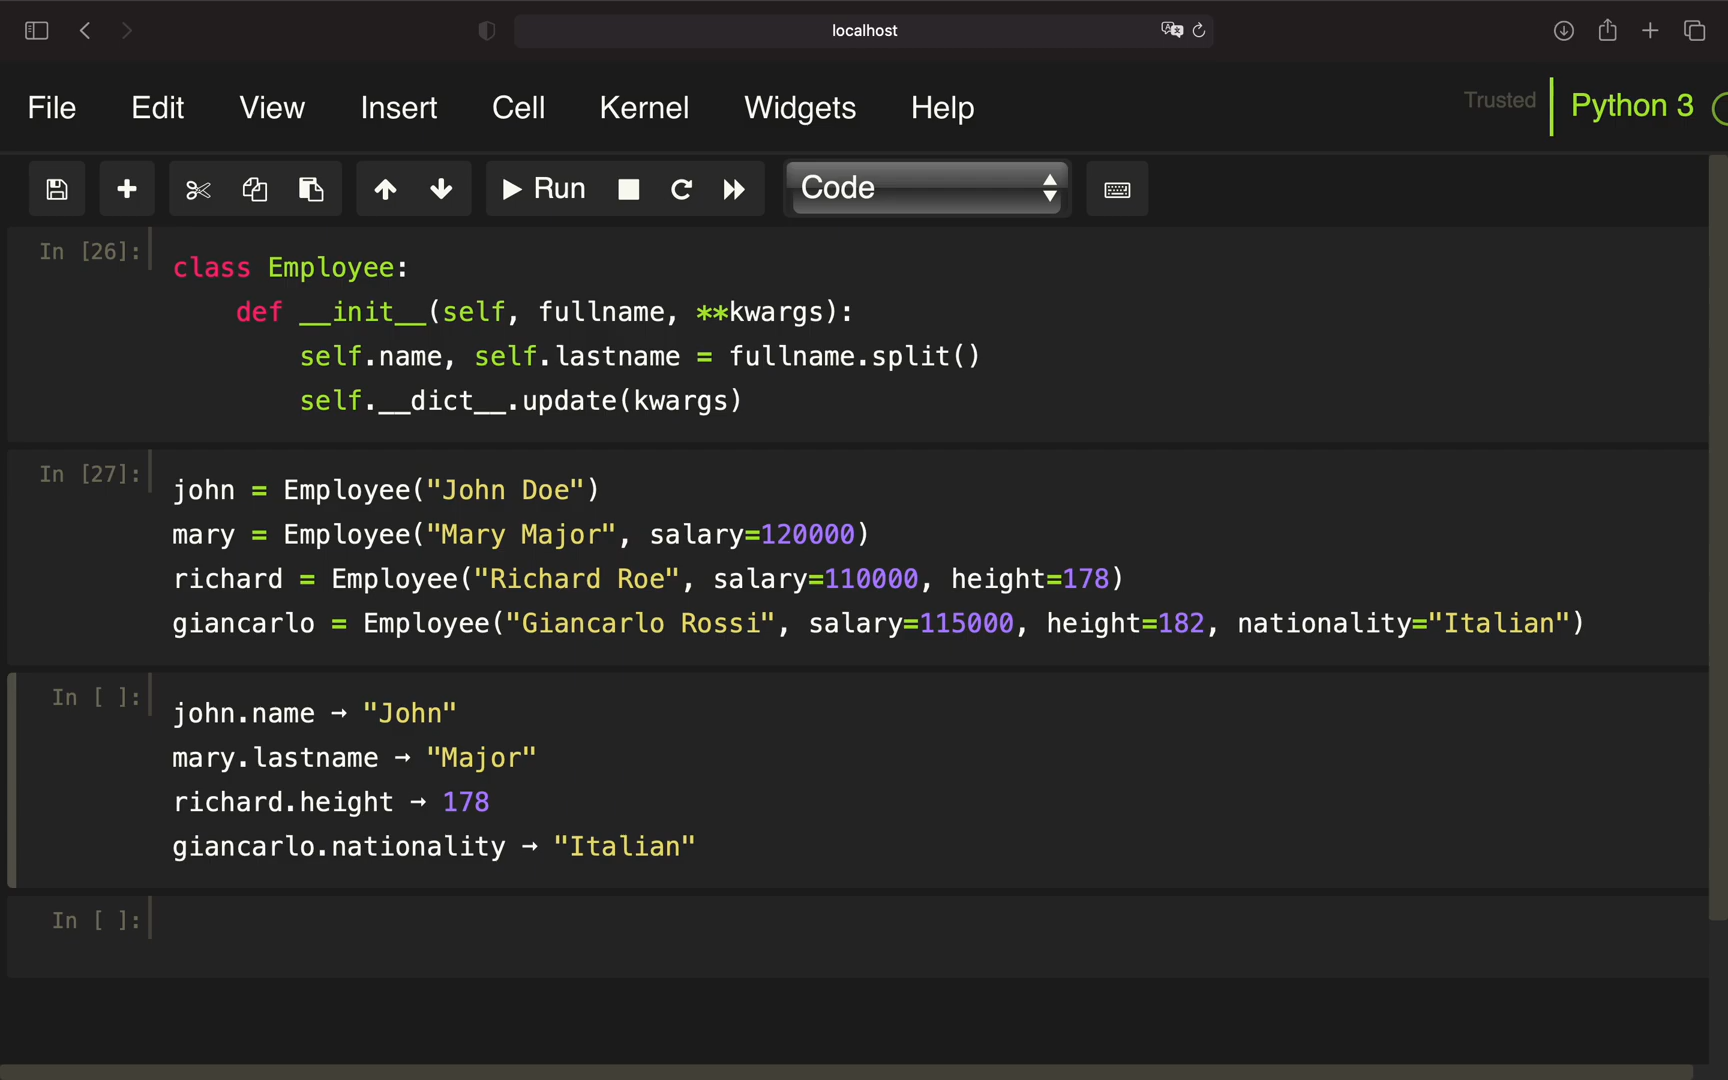 localhost
File Edit View Insert Cell Kernel Widgets Help Trusted Python 3
Run Code
In [26]:
class Employee:
    def __init__(self, fullname, **kwargs):
        self.name, self.lastname = fullname.split()
        self.__dict__.update(kwargs)
In [27]:
john = Employee("John Doe")
mary = Employee("Mary Major", salary=120000)
richard = Employee("Richard Roe", salary=110000, height=178)
giancarlo = Employee("Giancarlo Rossi", salary=115000, height=182, nationality="Italian")
In [ ]:
john.name → "John"
mary.lastname → "Major"
richard.height → 178
giancarlo.nationality → "Italian"
In [ ]: